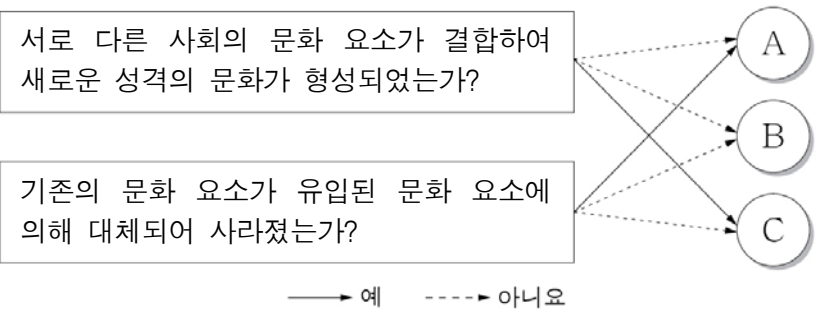 서로 다른 사회의 문화 요소가 결합하여
새로운 성격의 문화가 형성되었는가?
A
B
기존의 문화 요소가 유입된 문화 요소에
의해 대체되어 사라졌는가?
C
예 아니요